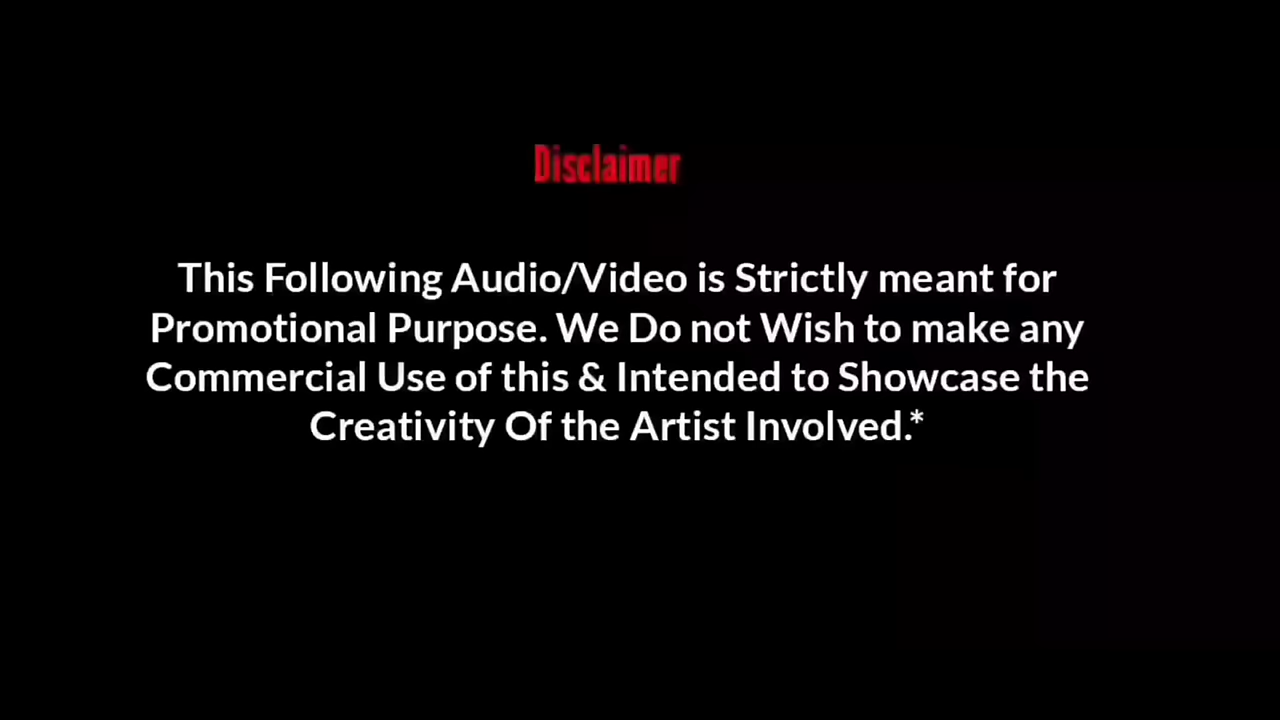 Disclaimer
This Following Audio/Video is Strictly meant for
Promotional Purpose. We Do not Wish to make any
Commercial Use of this & Intended to Showcase the
Creativity Of the Artist Involved.*